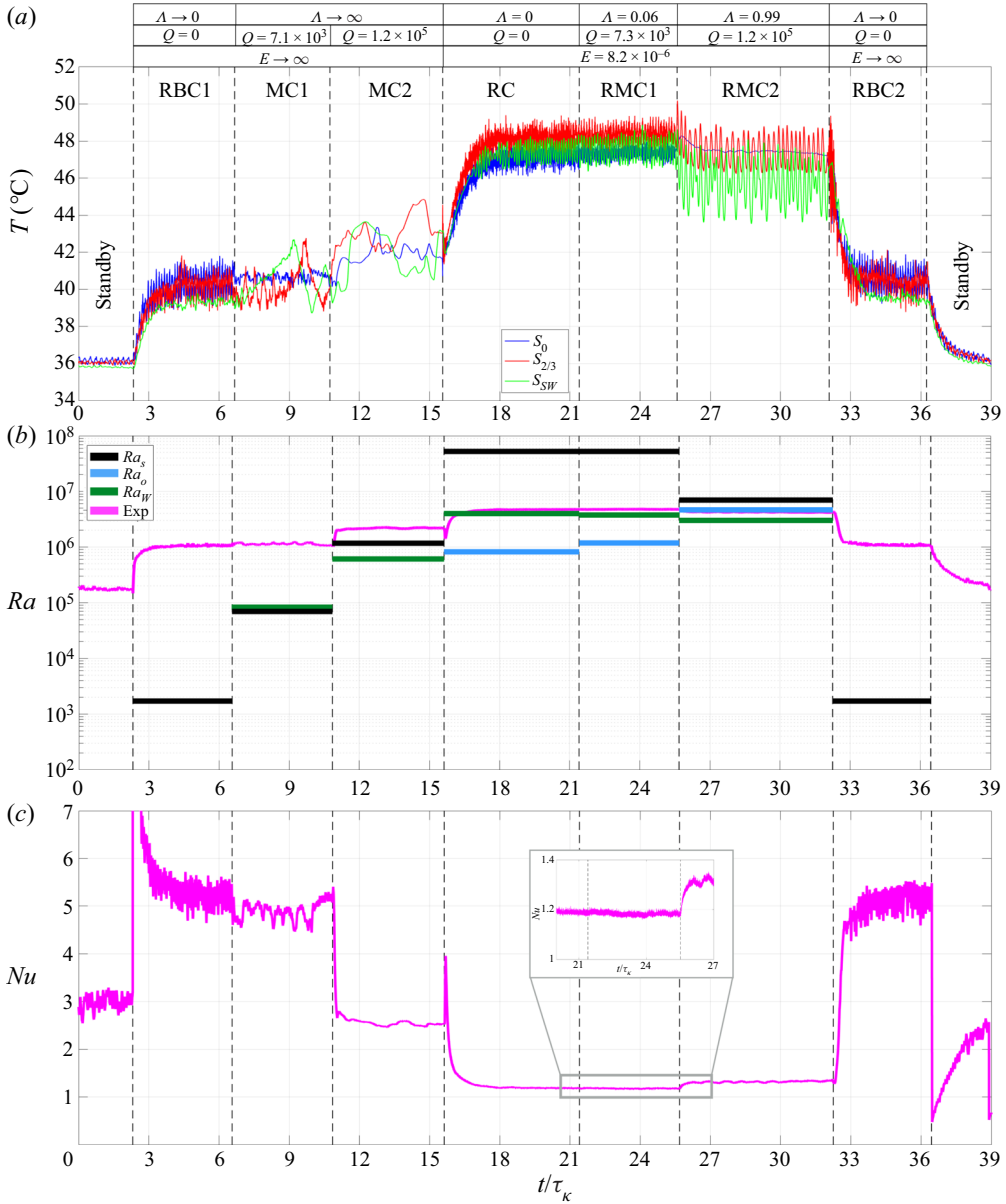 (a)
Λ → 0 Λ → ∞ Λ = 0 Λ = 0.06 Λ = 0.99 Λ → 0
Q = 0 Q = 7.1 × 10³ Q = 1.2 × 10⁵ Q = 0 Q = 7.3 × 10³ Q = 1.2 × 10⁵ Q = 0
E → ∞ E = 8.2 × 10⁻⁶ E → ∞
52
RBC1 MC1 MC2 RC RMC1 RMC2 RBC2
50
48
46
T (°C)
44
42
40
38
36
34
Standby
Standby
S₀
S₂/₃
S_SW
0 3 6 9 12 15 18 21 24 27 30 33 36 39
(b)
10⁸
10⁷
10⁶
Ra
10⁵
10⁴
10³
10²
Ra_s
Ra_o
Ra_W
Exp
0 3 6 9 12 15 18 21 24 27 30 33 36 39
(c)
7
6
5
4
Nu
3
2
1
1.4
1.2
1
Nu
21 24 27
t/τ_κ
0 3 6 9 12 15 18 21 24 27 30 33 36 39
t/τ_κ